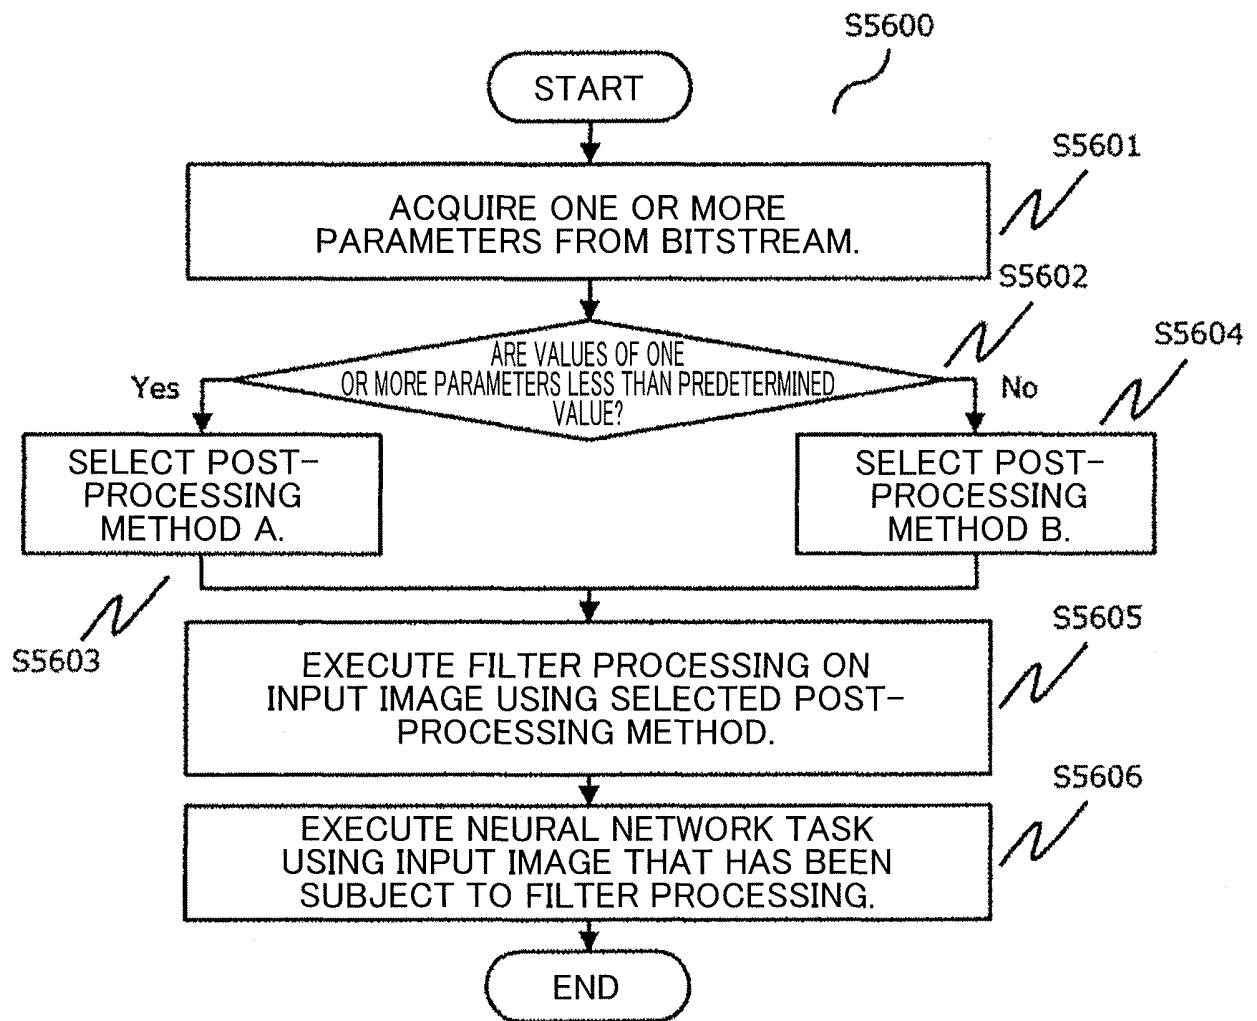 S5600
START
S5601
ACQUIRE ONE OR MORE
PARAMETERS FROM BITSTREAM.
S5602
ARE VALUES OF ONE
OR MORE PARAMETERS LESS THAN PREDETERMINED
VALUE?
Yes
No
S5604
SELECT POST-
PROCESSING
METHOD A.
SELECT POST-
PROCESSING
METHOD B.
S5603
S5605
EXECUTE FILTER PROCESSING ON
INPUT IMAGE USING SELECTED POST-
PROCESSING METHOD.
S5606
EXECUTE NEURAL NETWORK TASK
USING INPUT IMAGE THAT HAS BEEN
SUBJECT TO FILTER PROCESSING.
END